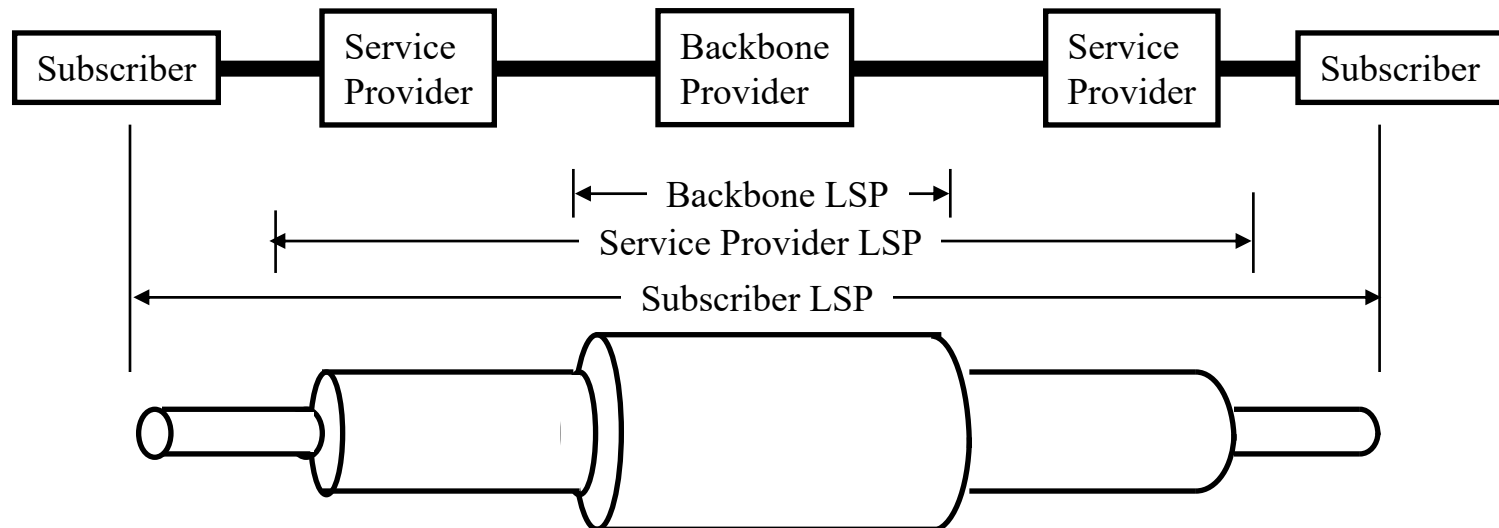 Subscriber
Service
Provider
Backbone
Provider
Service
Provider
Subscriber
Backbone LSP
Service Provider LSP
Subscriber LSP